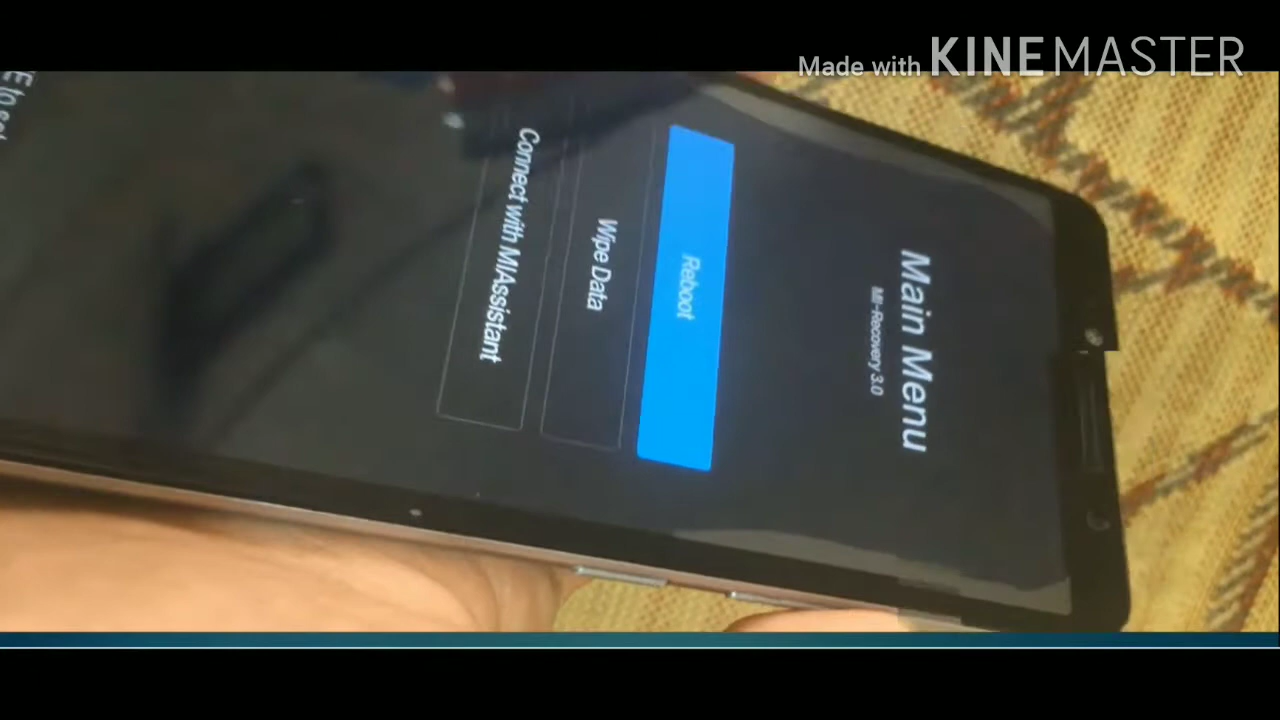 Made with KINEMASTER
Main Menu
Mi-Recovery 3.0
Reboot
Wipe Data
Connect with MIAssistant